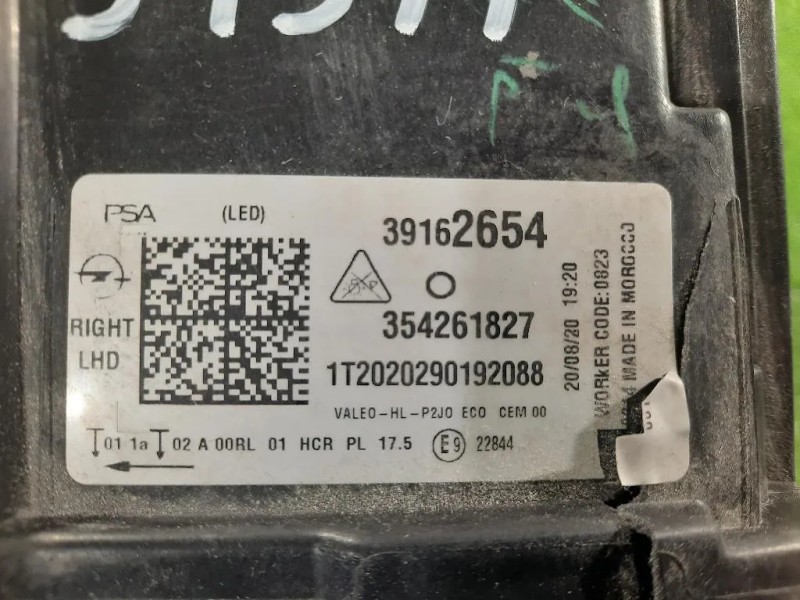 PSA (LED) 39162654
RIGHT
LHD
354261827
1T2020290192088
VALEO-HL-P2JO ECO CEM 00
01 1a 02 A 00RL 01 HCR PL 17.5 E9 22844
20/08/20 19:20
WORKER CODE:0823
MADE IN MOROCCO